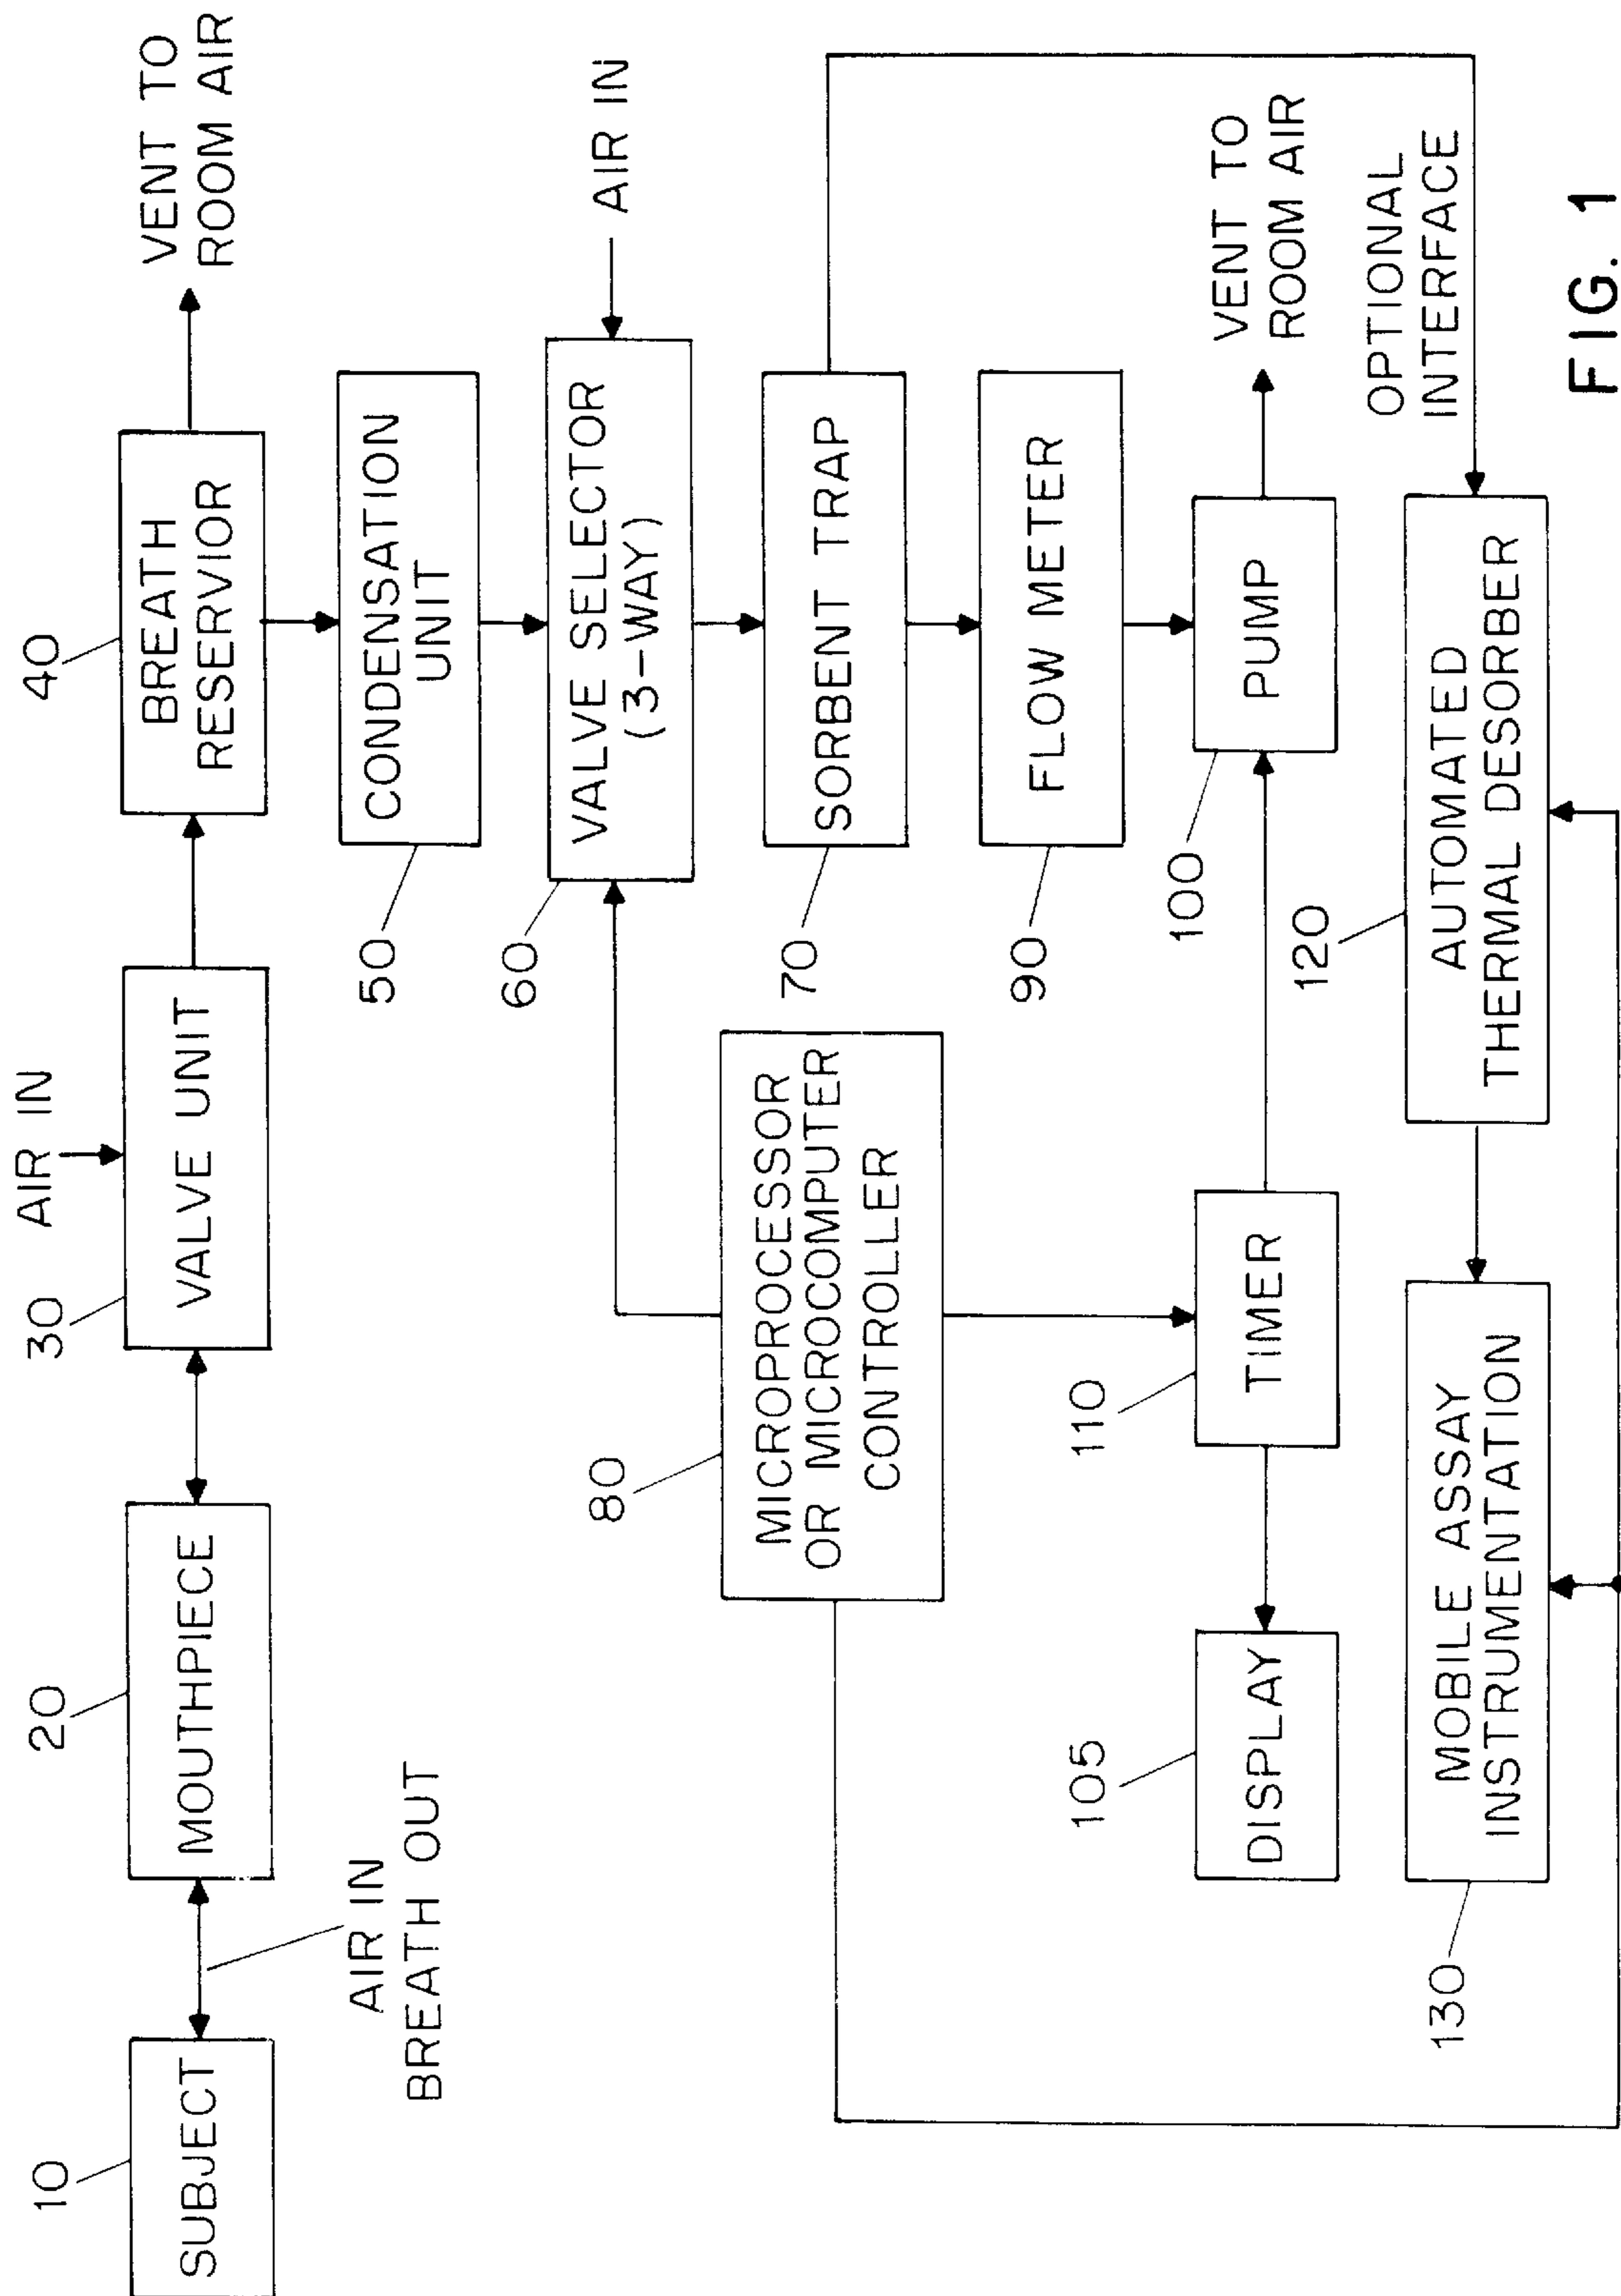 10
SUBJECT
AIR IN
BREATH OUT
20
MOUTHPIECE
30
AIR IN
VALVE UNIT
40
BREATH
RESERVIOR
VENT TO
ROOM AIR
50
CONDENSATION
UNIT
60
VALVE SELECTOR
(3-WAY)
AIR IN
70
SORBENT TRAP
80
MICROPROCESSOR
OR MICROCOMPUTER
CONTROLLER
90
FLOW METER
100
PUMP
VENT TO
ROOM AIR
105
DISPLAY
110
TIMER
120
AUTOMATED
THERMAL DESORBER
OPTIONAL
INTERFACE
130
MOBILE ASSAY
INSTRUMENTATION
FIG. 1